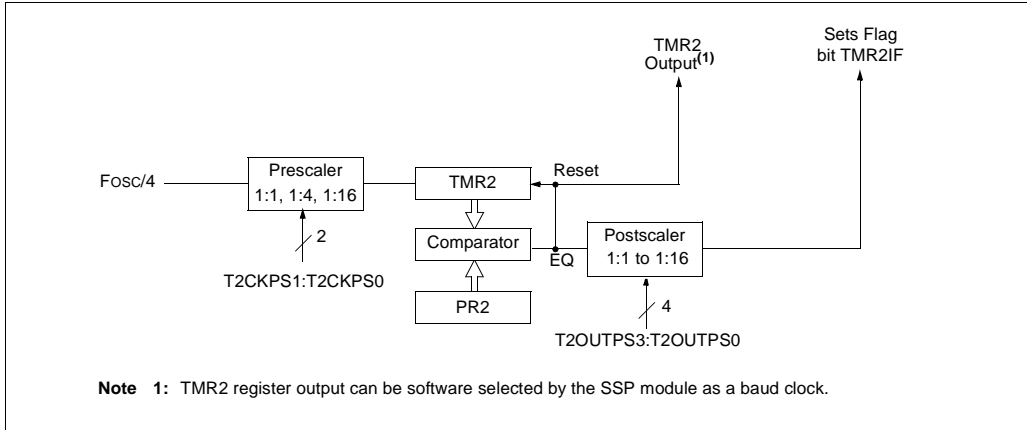 TMR2
Output(1)
Sets Flag
bit TMR2IF
FOSC/4
Prescaler
1:1, 1:4, 1:16
2
T2CKPS1:T2CKPS0
TMR2
Reset
Comparator
EQ
PR2
Postscaler
1:1 to 1:16
4
T2OUTPS3:T2OUTPS0
Note 1: TMR2 register output can be software selected by the SSP module as a baud clock.